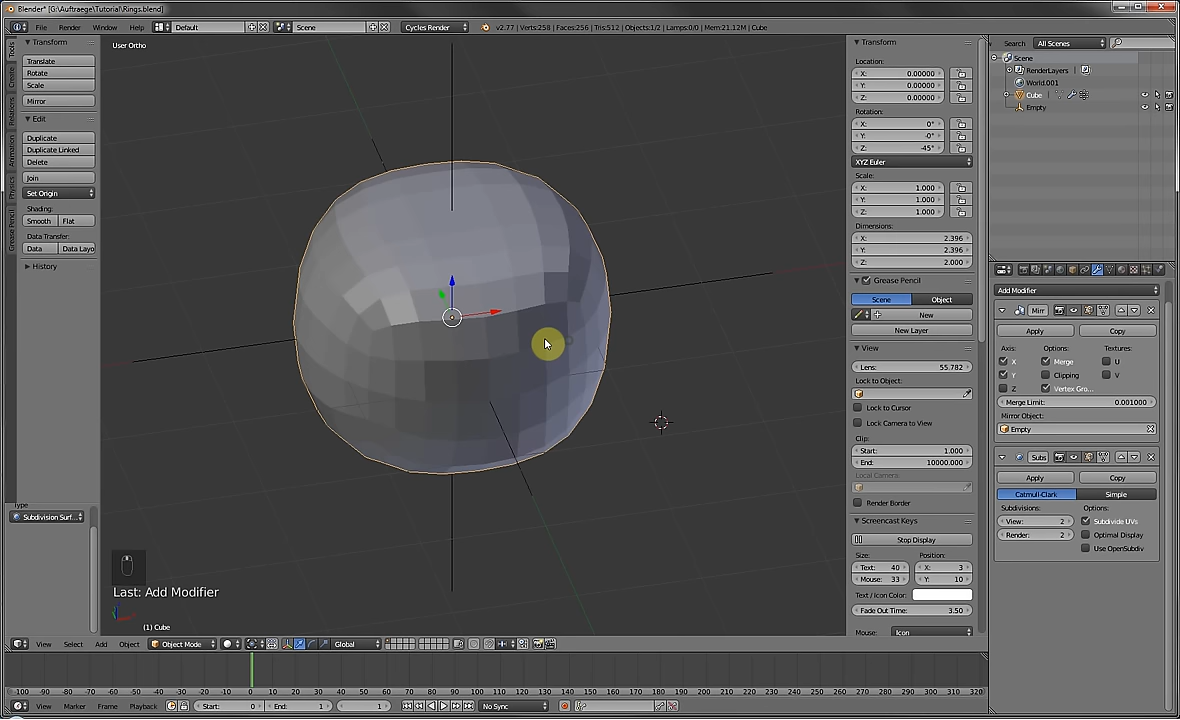 Blender* [G:\Auftraege\Tutorial\Rings.blend]
File Render Window Help Default Scene Cycles Render v2.77 | Verts:258 | Faces:256 | Tris:512 | Objects:1/2 | Lamps:0/0 | Mem:21.12M | Cube
Tools
Create
Relations
Animation
Physics
Grease Pencil
Transform
Translate
Rotate
Scale
Mirror
Edit
Duplicate
Duplicate Linked
Delete
Join
Set Origin
Shading:
Smooth Flat
Data Transfer:
Data Data Layo
History
Type
Subdivision Surf...
User Ortho
Last: Add Modifier
(1) Cube
Transform
Location:
X: 0.00000
Y: 0.00000
Z: 0.00000
Rotation:
X: 0°
Y: -0°
Z: -45°
XYZ Euler
Scale:
X: 1.000
Y: 1.000
Z: 1.000
Dimensions:
X: 2.396
Y: 2.396
Z: 2.000
Grease Pencil
Scene Object
New
New Layer
View
Lens: 55.782
Lock to Object:
Lock to Cursor
Lock Camera to View
Clip:
Start: 1.000
End: 10000.000
Local Camera:
Render Border
Screencast Keys
Stop Display
Size: Position:
Text: 40 X: 3
Mouse: 33 Y: 10
Text / Icon Color:
Fade Out Time: 3.50
Mouse: Icon
Search All Scenes
Scene
RenderLayers
World.001
Cube
Empty
Add Modifier
Mirr
Apply Copy
Axis: Options: Textures:
X Merge U
Y Clipping V
Z Vertex Gro...
Merge Limit: 0.001000
Mirror Object:
Empty
Subs
Apply Copy
Catmull-Clark Simple
Subdivisions: Options:
View: 2 Subdivide UVs
Render: 2 Optimal Display
Use OpenSubdiv
View Select Add Object Object Mode Global
-100 -90 -80 -70 -60 -50 -40 -30 -20 -10 0 10 20 30 40 50 60 70 80 90 100 110 120 130 140 150 160 170 180 190 200 210 220 230 240 250 260 270 280 290 300 310 320
View Marker Frame Playback Start: 0 End: 1 1 No Sync